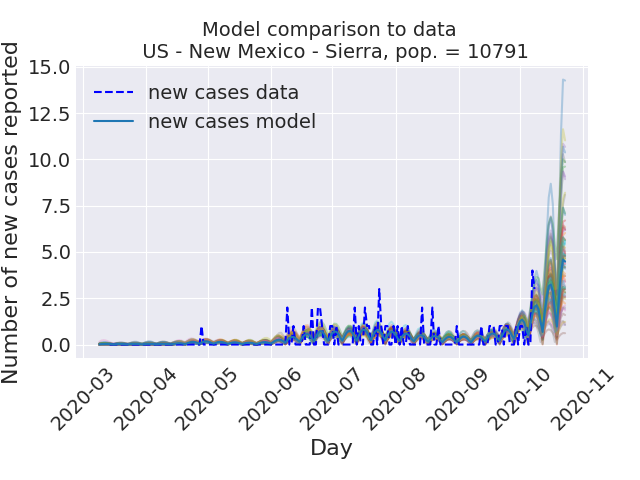 Model comparison to data
US - New Mexico - Sierra, pop. = 10791
Number of new cases reported
15.0
12.5
10.0
7.5
5.0
2.5
0.0
new cases data
new cases model
2020-03
2020-04
2020-05
2020-06
2020-07
2020-08
2020-09
2020-10
2020-11
Day